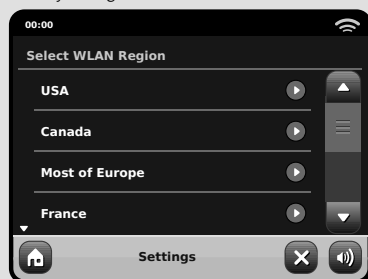 00:00
Select WLAN Region
USA
Canada
Most of Europe
France
Settings